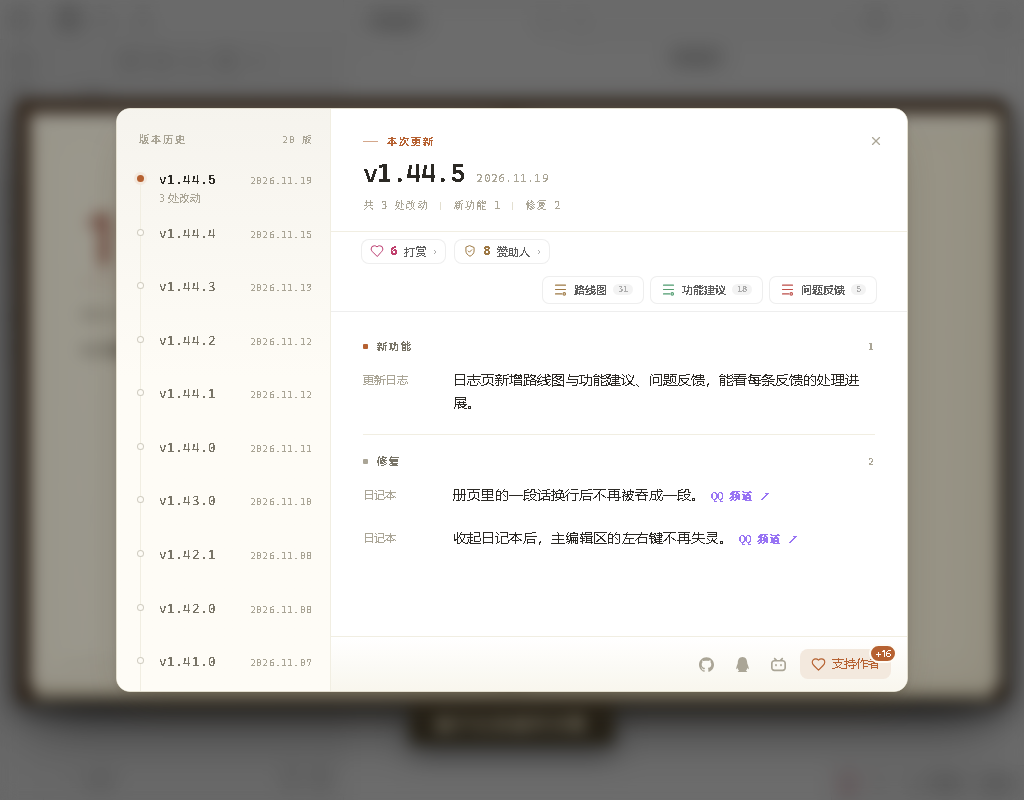 版本历史 28 版
v1.44.5 2026.11.19
3 处改动
v1.44.4 2026.11.15
v1.44.3 2026.11.13
v1.44.2 2026.11.12
v1.44.1 2026.11.12
v1.44.0 2026.11.11
v1.43.0 2026.11.10
v1.42.1 2026.11.08
v1.42.0 2026.11.08
v1.41.0 2026.11.07
本次更新
v1.44.5 2026.11.19
共 3 处改动 新功能 1 修复 2
6 打赏 › 8 赞助人 ›
路线图 31 功能建议 18 问题反馈 5
新功能 1
更新日志 日志页新增路线图与功能建议、问题反馈，能看每条反馈的处理进
展。
修复 2
日记本 册页里的一段话换行后不再被吞成一段。 QQ 频道 ↗
日记本 收起日记本后，主编辑区的左右键不再失灵。 QQ 频道 ↗
支持作者 +16